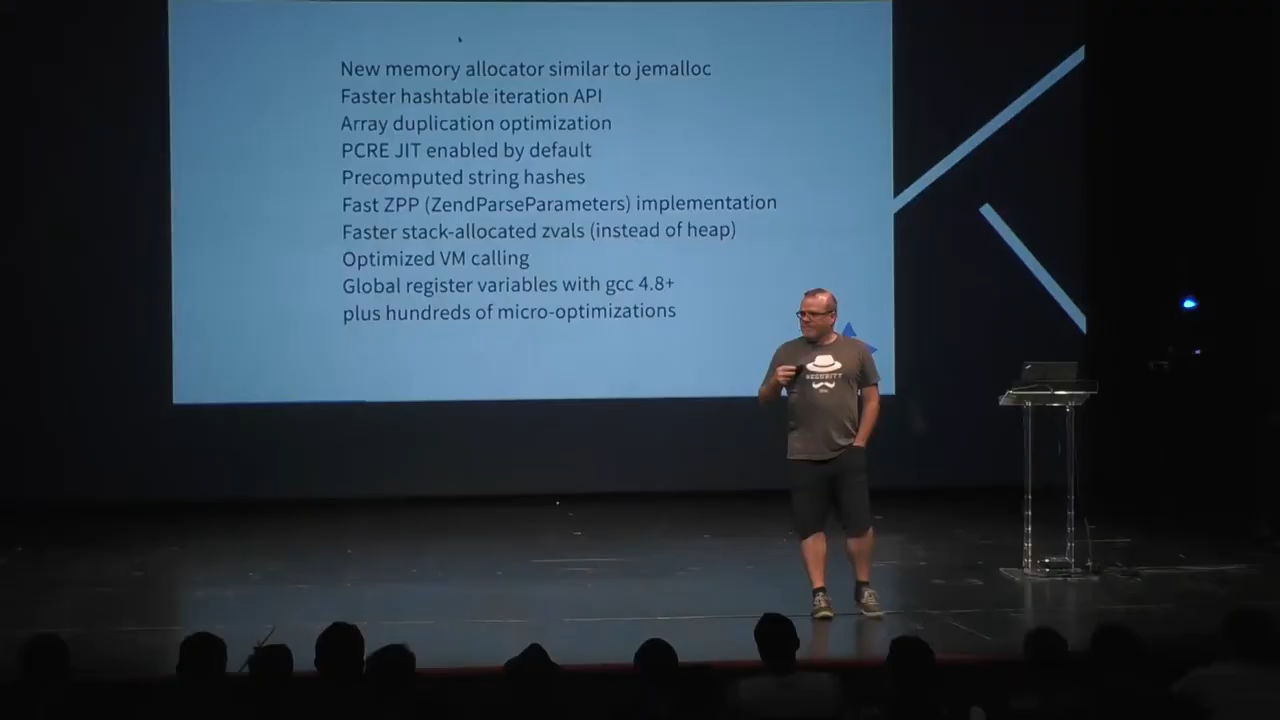 New memory allocator similar to jemalloc
Faster hashtable iteration API
Array duplication optimization
PCRE JIT enabled by default
Precomputed string hashes
Fast ZPP (ZendParseParameters) implementation
Faster stack-allocated zvals (instead of heap)
Optimized VM calling
Global register variables with gcc 4.8+
plus hundreds of micro-optimizations
SECURITY